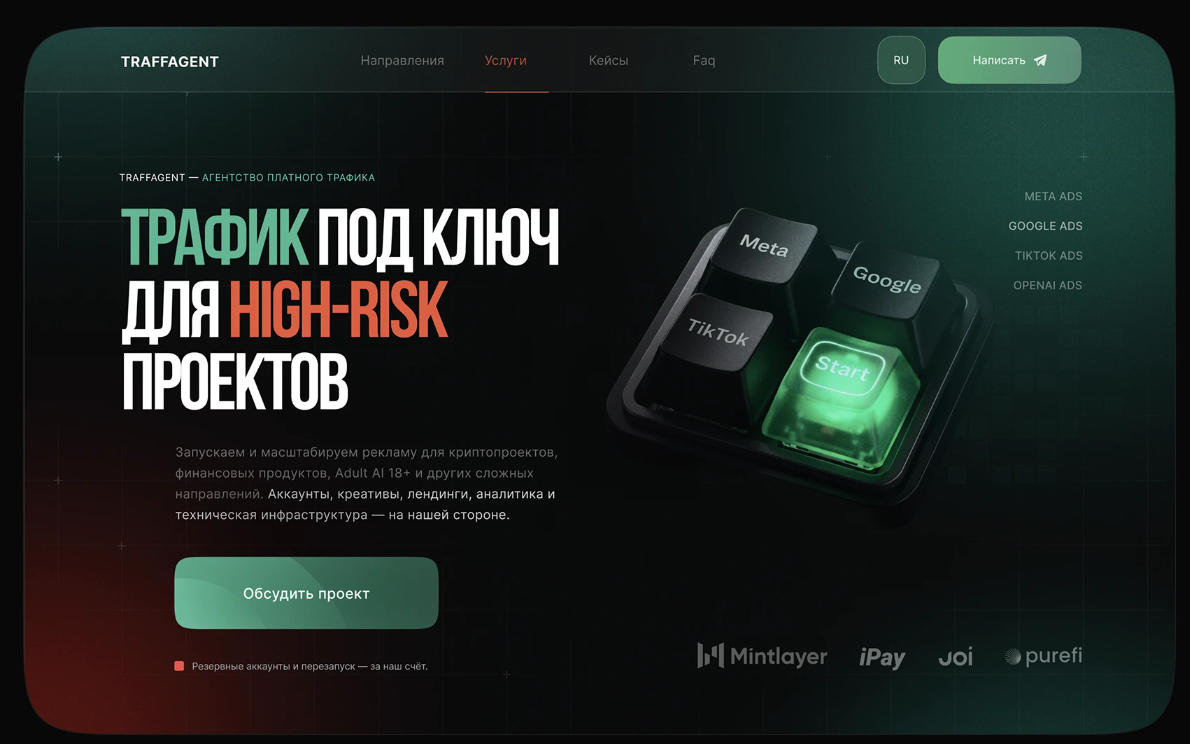 TRAFFAGENT
Направления
Услуги
Кейсы
Faq
RU
Написать
TRAFFAGENT — АГЕНТСТВО ПЛАТНОГО ТРАФИКА
ТРАФИК ПОД КЛЮЧ
ДЛЯ HIGH-RISK
ПРОЕКТОВ
Запускаем и масштабируем рекламу для криптопроектов,
финансовых продуктов, Adult AI 18+ и других сложных
направлений. Аккаунты, креативы, лендинги, аналитика и
техническая инфраструктура — на нашей стороне.
Обсудить проект
Резервные аккаунты и перезапуск — за наш счёт.
Meta
Google
TikTok
Start
META ADS
GOOGLE ADS
TIKTOK ADS
OPENAI ADS
Mintlayer
iPay
JOI
purefi